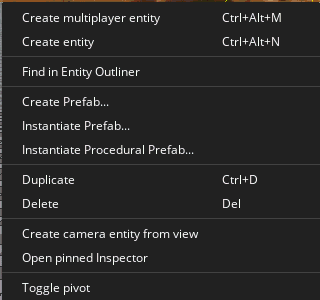 Create multiplayer entity Ctrl+Alt+M
Create entity Ctrl+Alt+N
Find in Entity Outliner
Create Prefab...
Instantiate Prefab...
Instantiate Procedural Prefab...
Duplicate Ctrl+D
Delete Del
Create camera entity from view
Open pinned Inspector
Toggle pivot